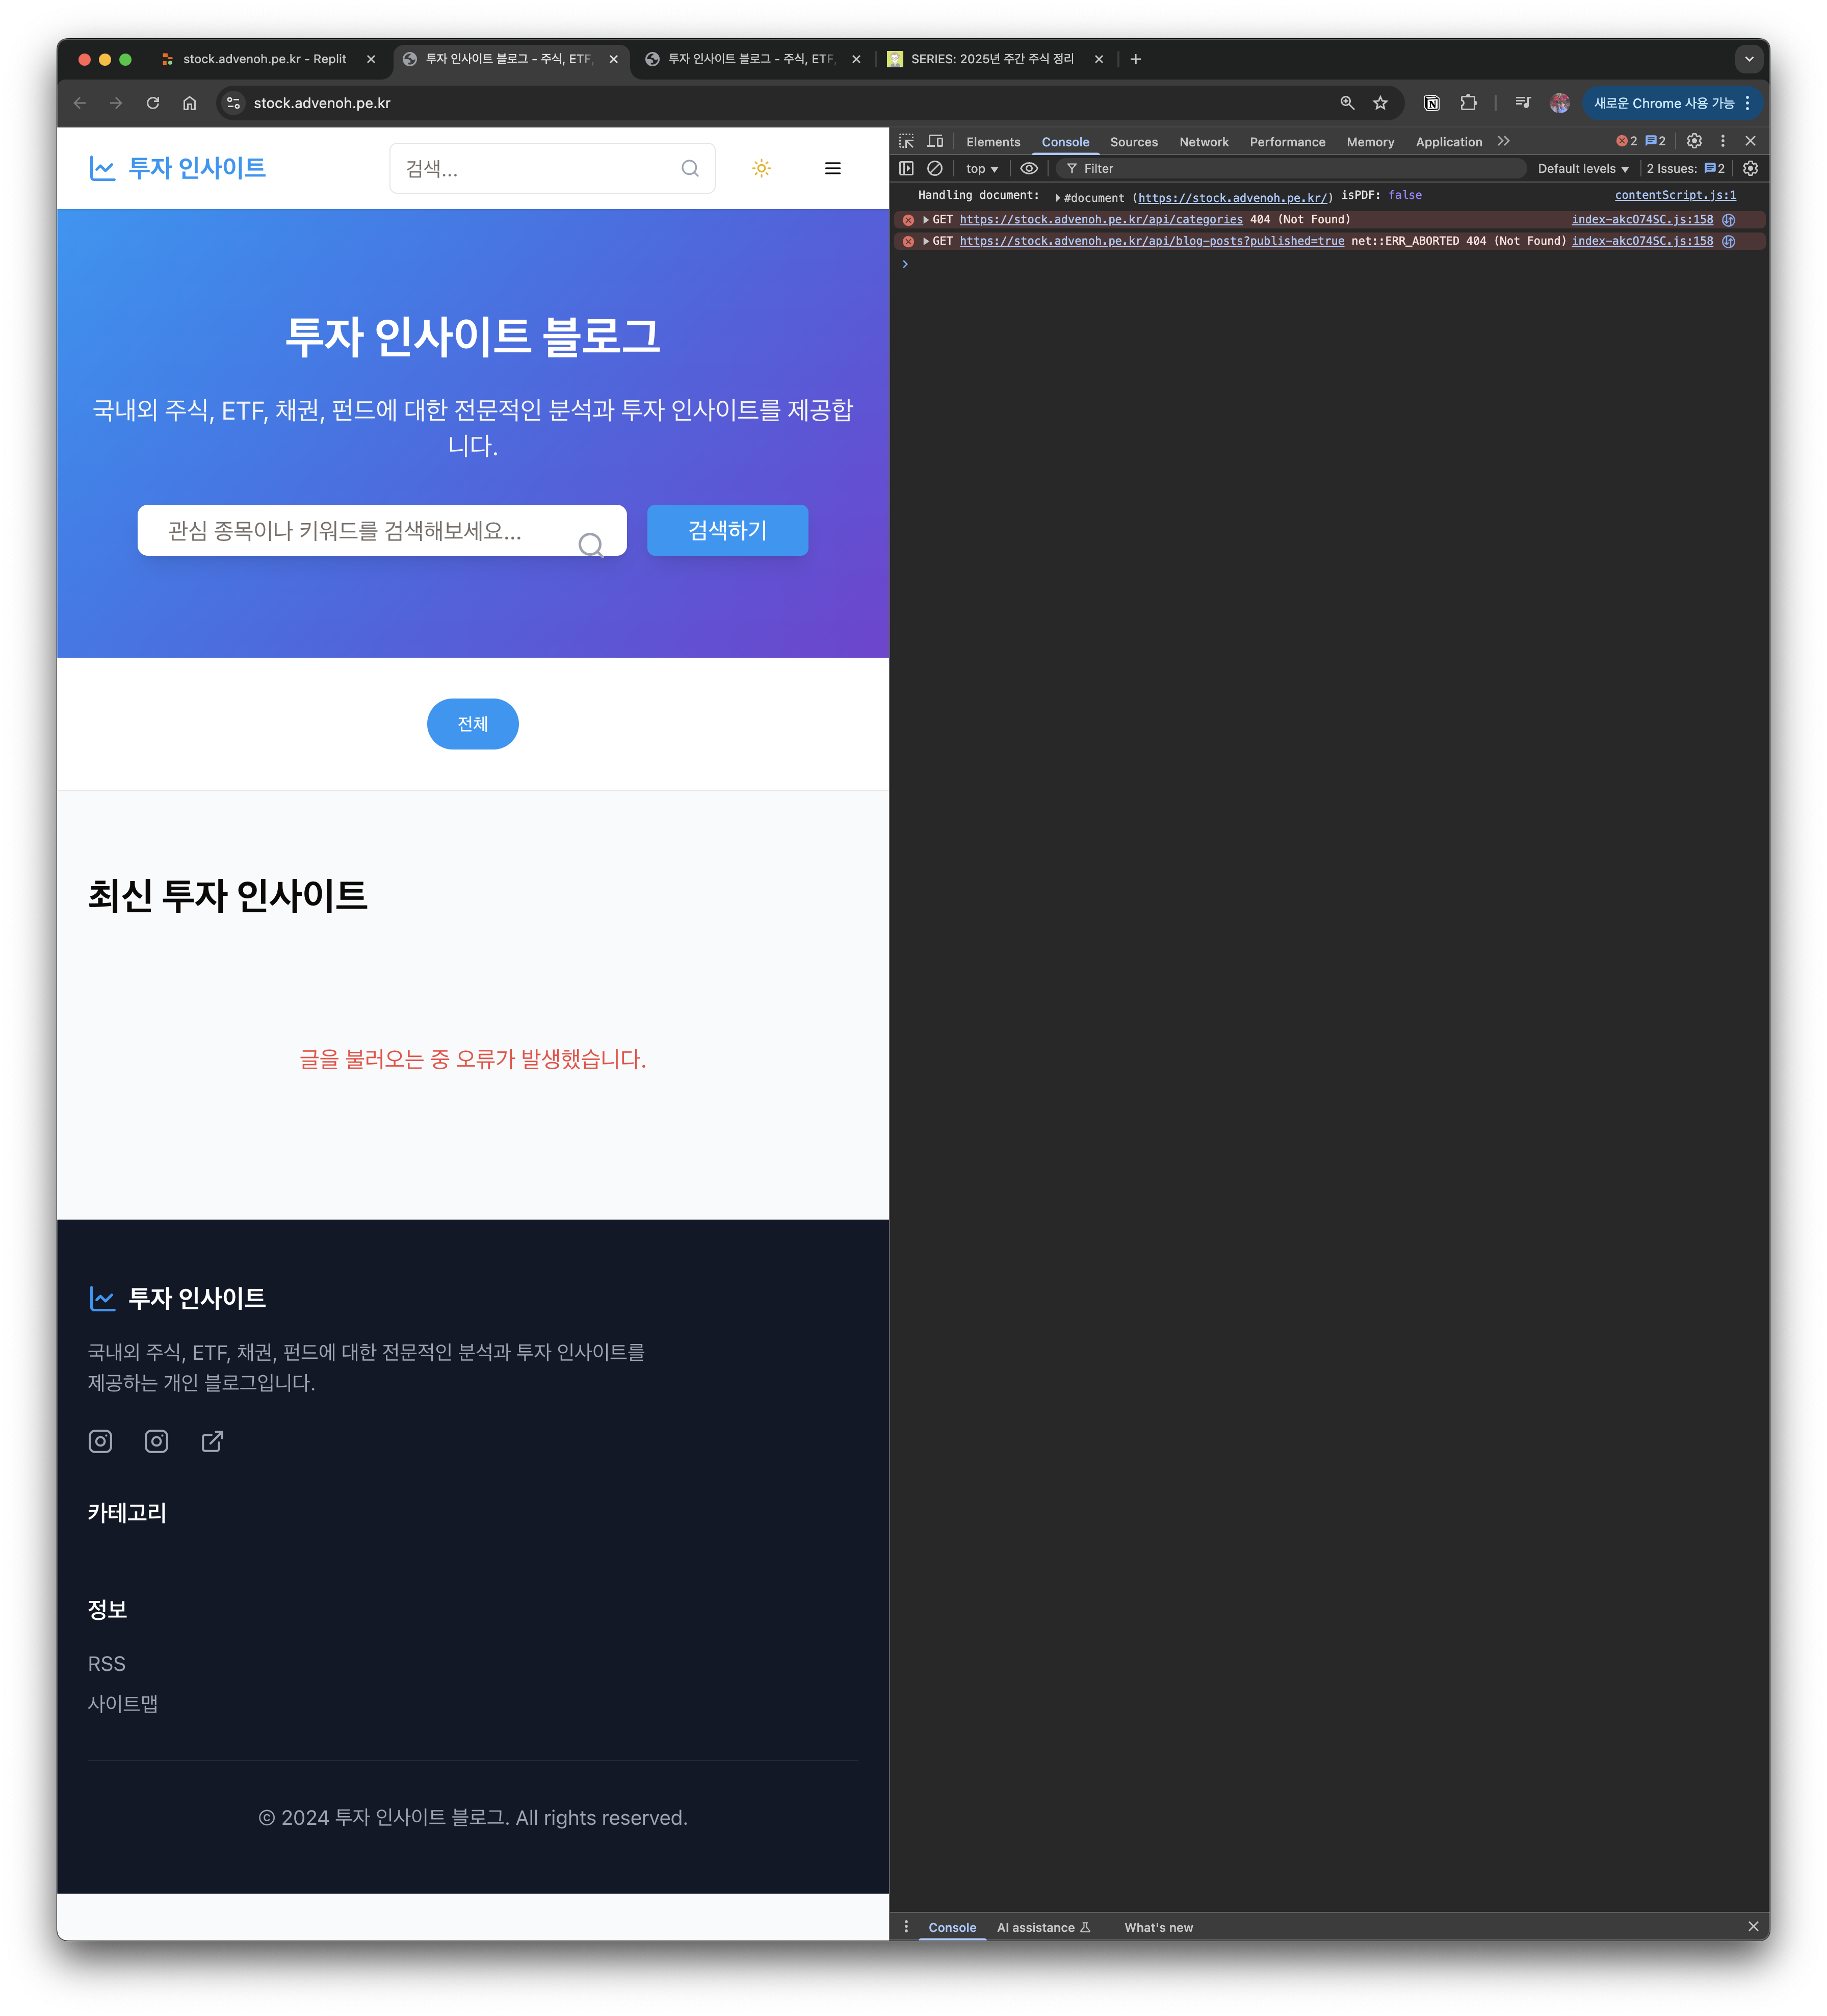 stock.advenoh.pe.kr - Replit
투자 인사이트 블로그 - 주식, ETF,
투자 인사이트 블로그 - 주식, ETF,
SERIES: 2025년 주간 주식 정리
stock.advenoh.pe.kr
새로운 Chrome 사용 가능
투자 인사이트
검색...
투자 인사이트 블로그
국내외 주식, ETF, 채권, 펀드에 대한 전문적인 분석과 투자 인사이트를 제공합
니다.
관심 종목이나 키워드를 검색해보세요...
검색하기
전체
최신 투자 인사이트
글을 불러오는 중 오류가 발생했습니다.
투자 인사이트
국내외 주식, ETF, 채권, 펀드에 대한 전문적인 분석과 투자 인사이트를
제공하는 개인 블로그입니다.
카테고리
정보
RSS
사이트맵
© 2024 투자 인사이트 블로그. All rights reserved.
Elements Console Sources Network Performance Memory Application 2 2
top Filter Default levels 2 Issues: 2
Handling document: #document (https://stock.advenoh.pe.kr/) isPDF: false contentScript.js:1
GET https://stock.advenoh.pe.kr/api/categories 404 (Not Found) index-akcO74SC.js:158
GET https://stock.advenoh.pe.kr/api/blog-posts?published=true net::ERR_ABORTED 404 (Not Found) index-akcO74SC.js:158
Console AI assistance What's new